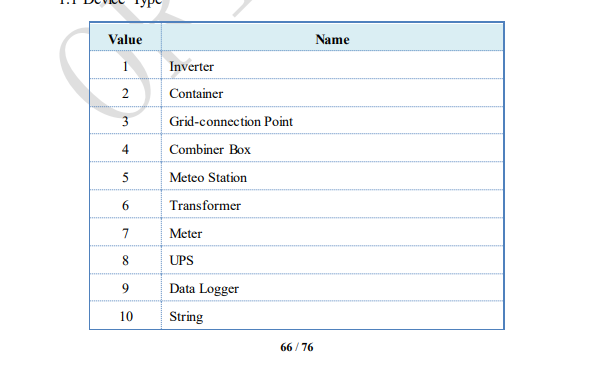 1.1 Device Type
Value Name
1 Inverter
2 Container
3 Grid-connection Point
4 Combiner Box
5 Meteo Station
6 Transformer
7 Meter
8 UPS
9 Data Logger
10 String
66 / 76